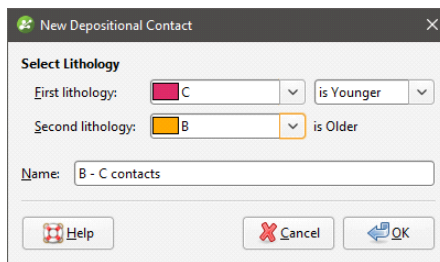 New Depositional Contact
Select Lithology
First lithology: C is Younger
Second lithology: B is Older
Name: B - C contacts
Help Cancel OK